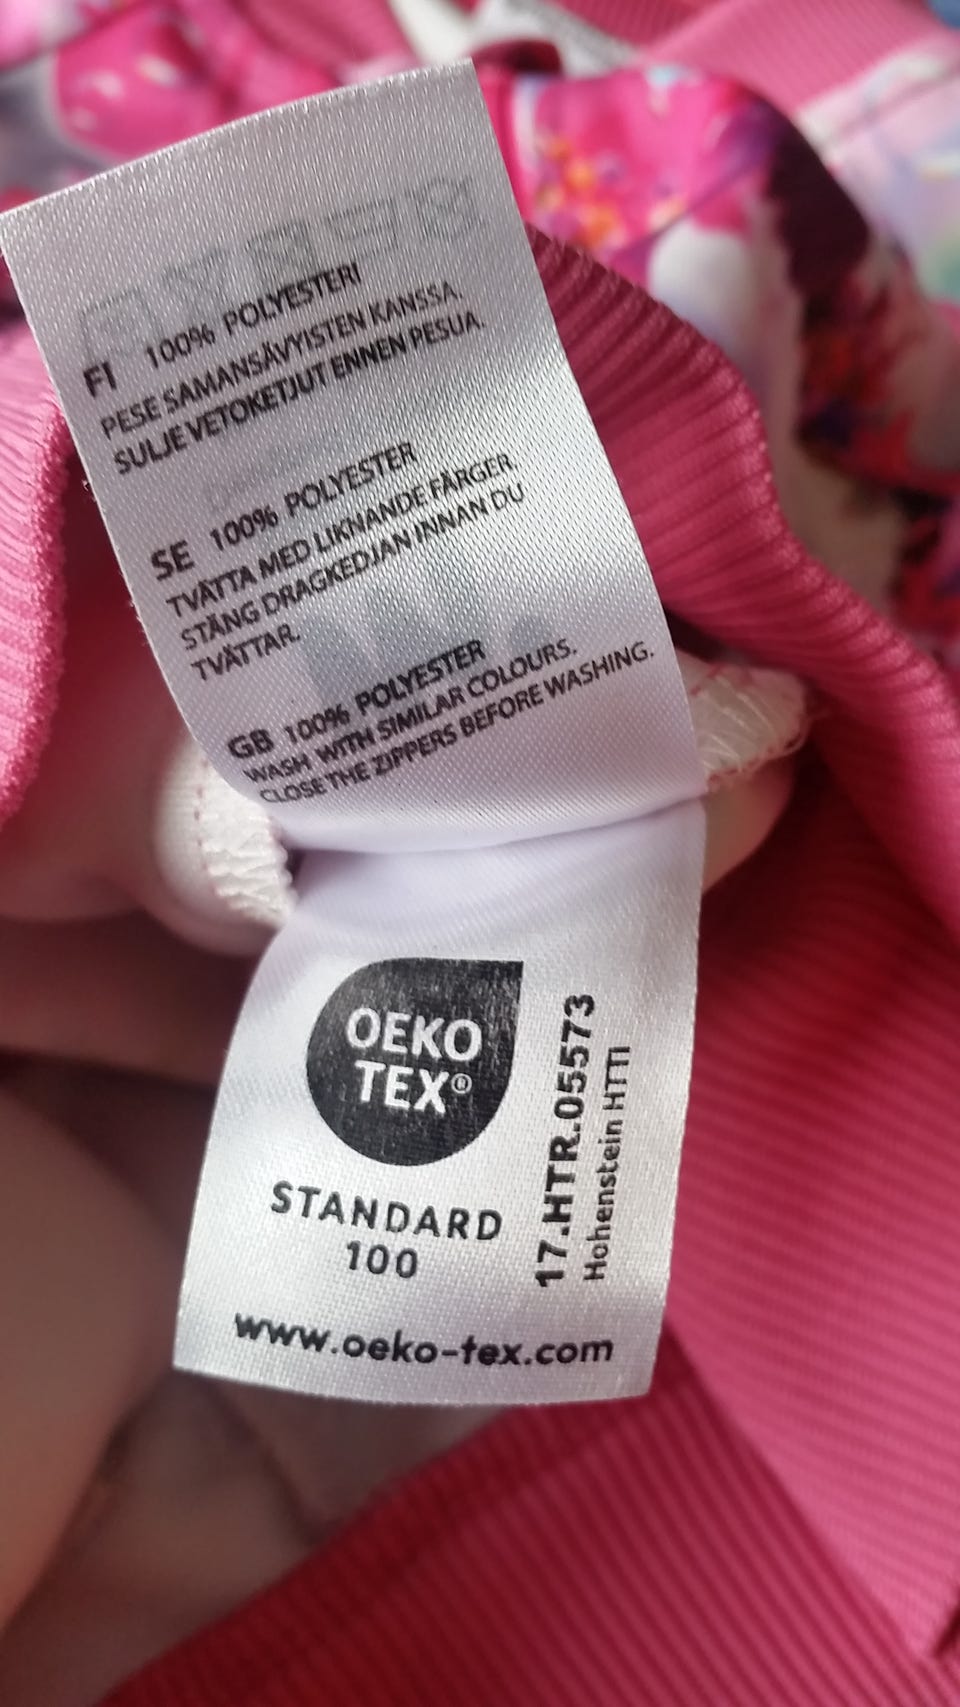 FI 100% POLYESTERI
PESE SAMANSÄVYISTEN KANSSA.
SULJE VETOKETJUT ENNEN PESUA.
SE 100% POLYESTER
TVÄTTA MED LIKNANDE FÄRGER.
STÄNG DRAGKEDJAN INNAN DU
TVÄTTAR.
GB 100% POLYESTER
WASH WITH SIMILAR COLOURS.
CLOSE THE ZIPPERS BEFORE WASHING.
OEKO
TEX®
STANDARD
100
17.HTR.05573
Hohenstein HTTI
www.oeko-tex.com